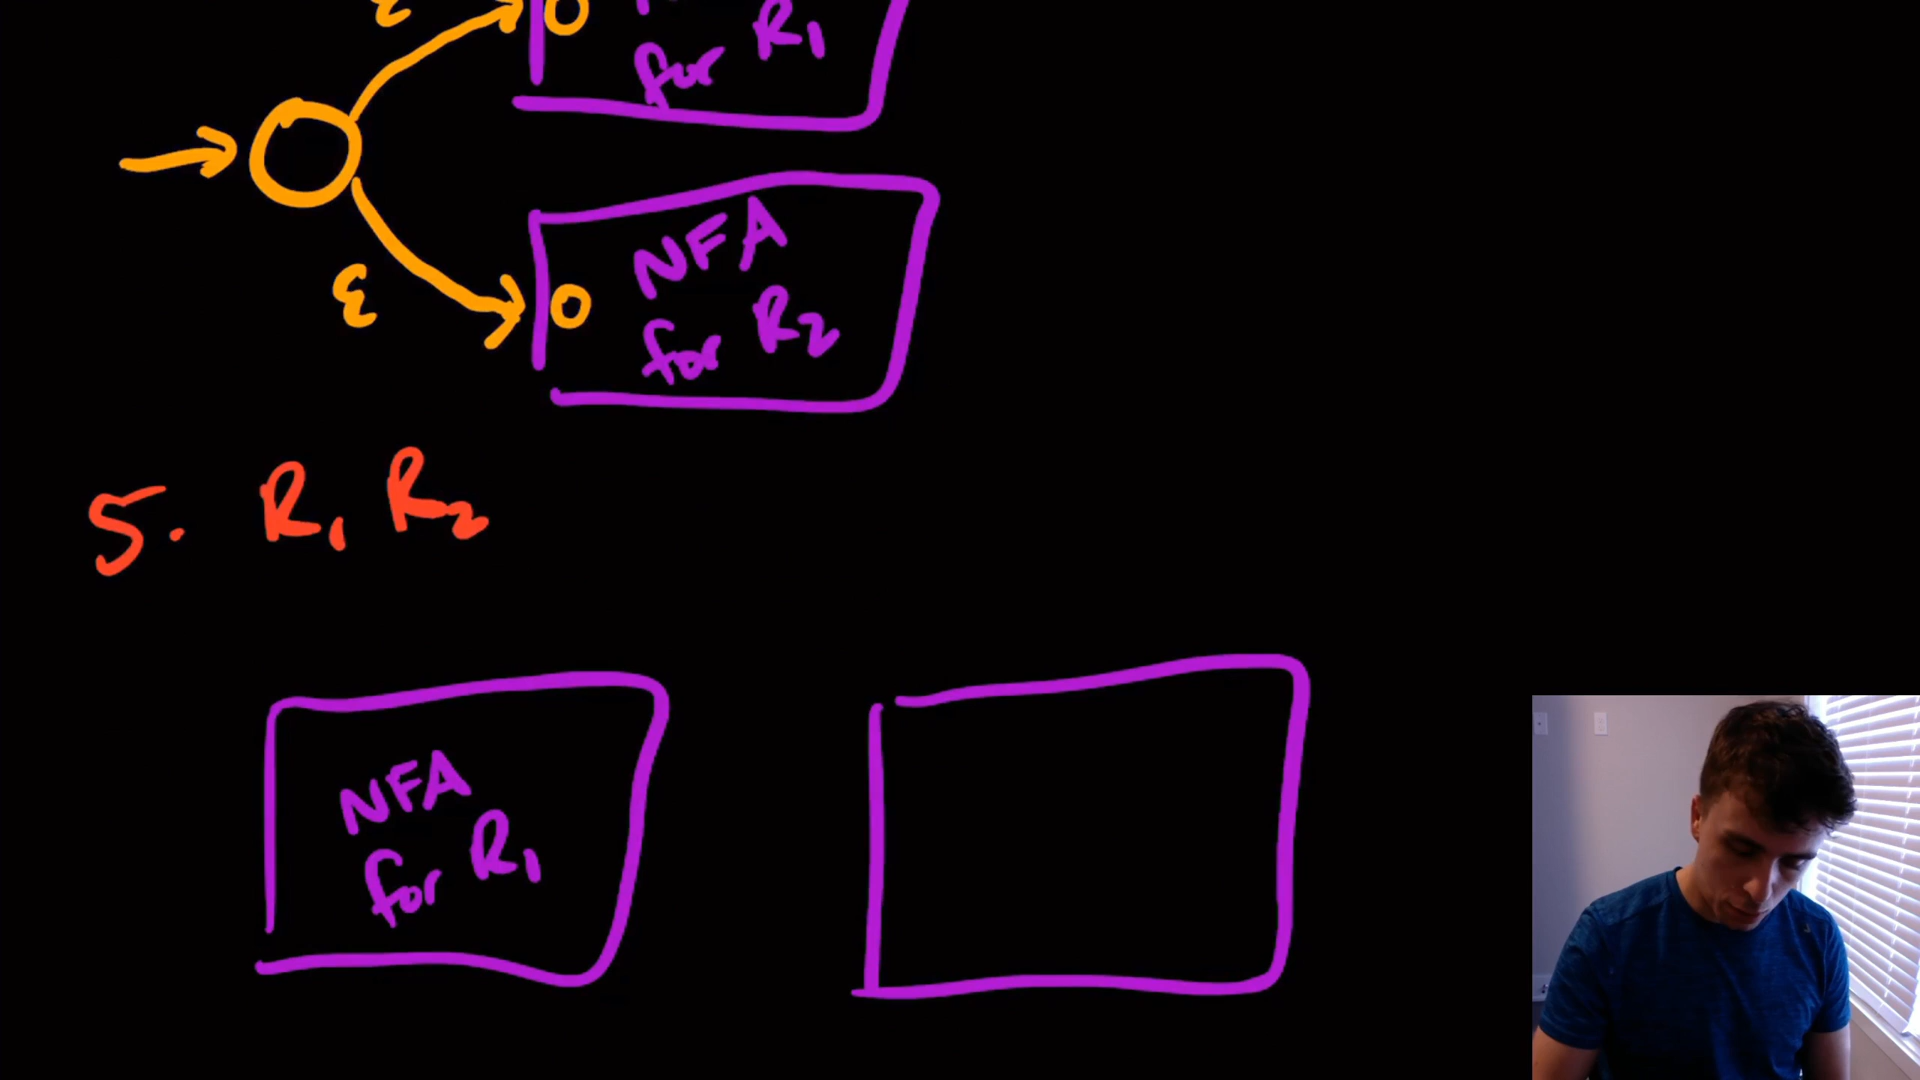 ε
for R₁
NFA
ε
for R₂
5. R₁ R₂
NFA
for R₁